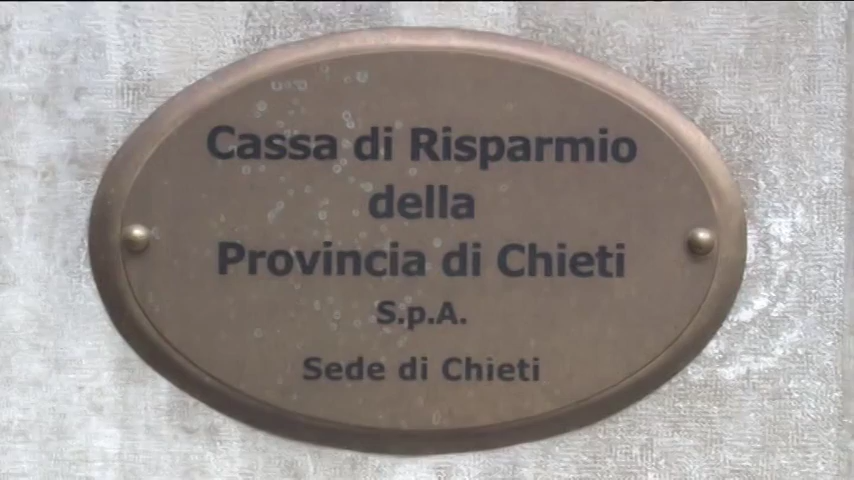 Cassa di Risparmio
della
Provincia di Chieti
S.p.A.
Sede di Chieti